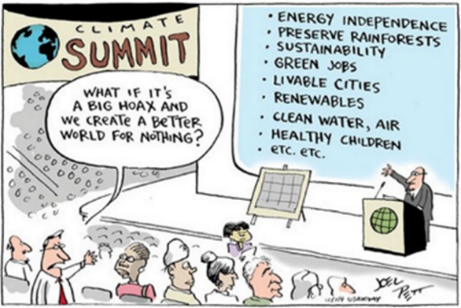 CLIMATE
SUMMIT
WHAT IF IT'S
A BIG HOAX AND
WE CREATE A BETTER
WORLD FOR NOTHING?
• ENERGY INDEPENDENCE
• PRESERVE RAINFORESTS
• SUSTAINABILITY
• GREEN JOBS
• LIVABLE CITIES
• RENEWABLES
• CLEAN WATER, AIR
• HEALTHY CHILDREN
• ETC. ETC.
JOEL
PETT